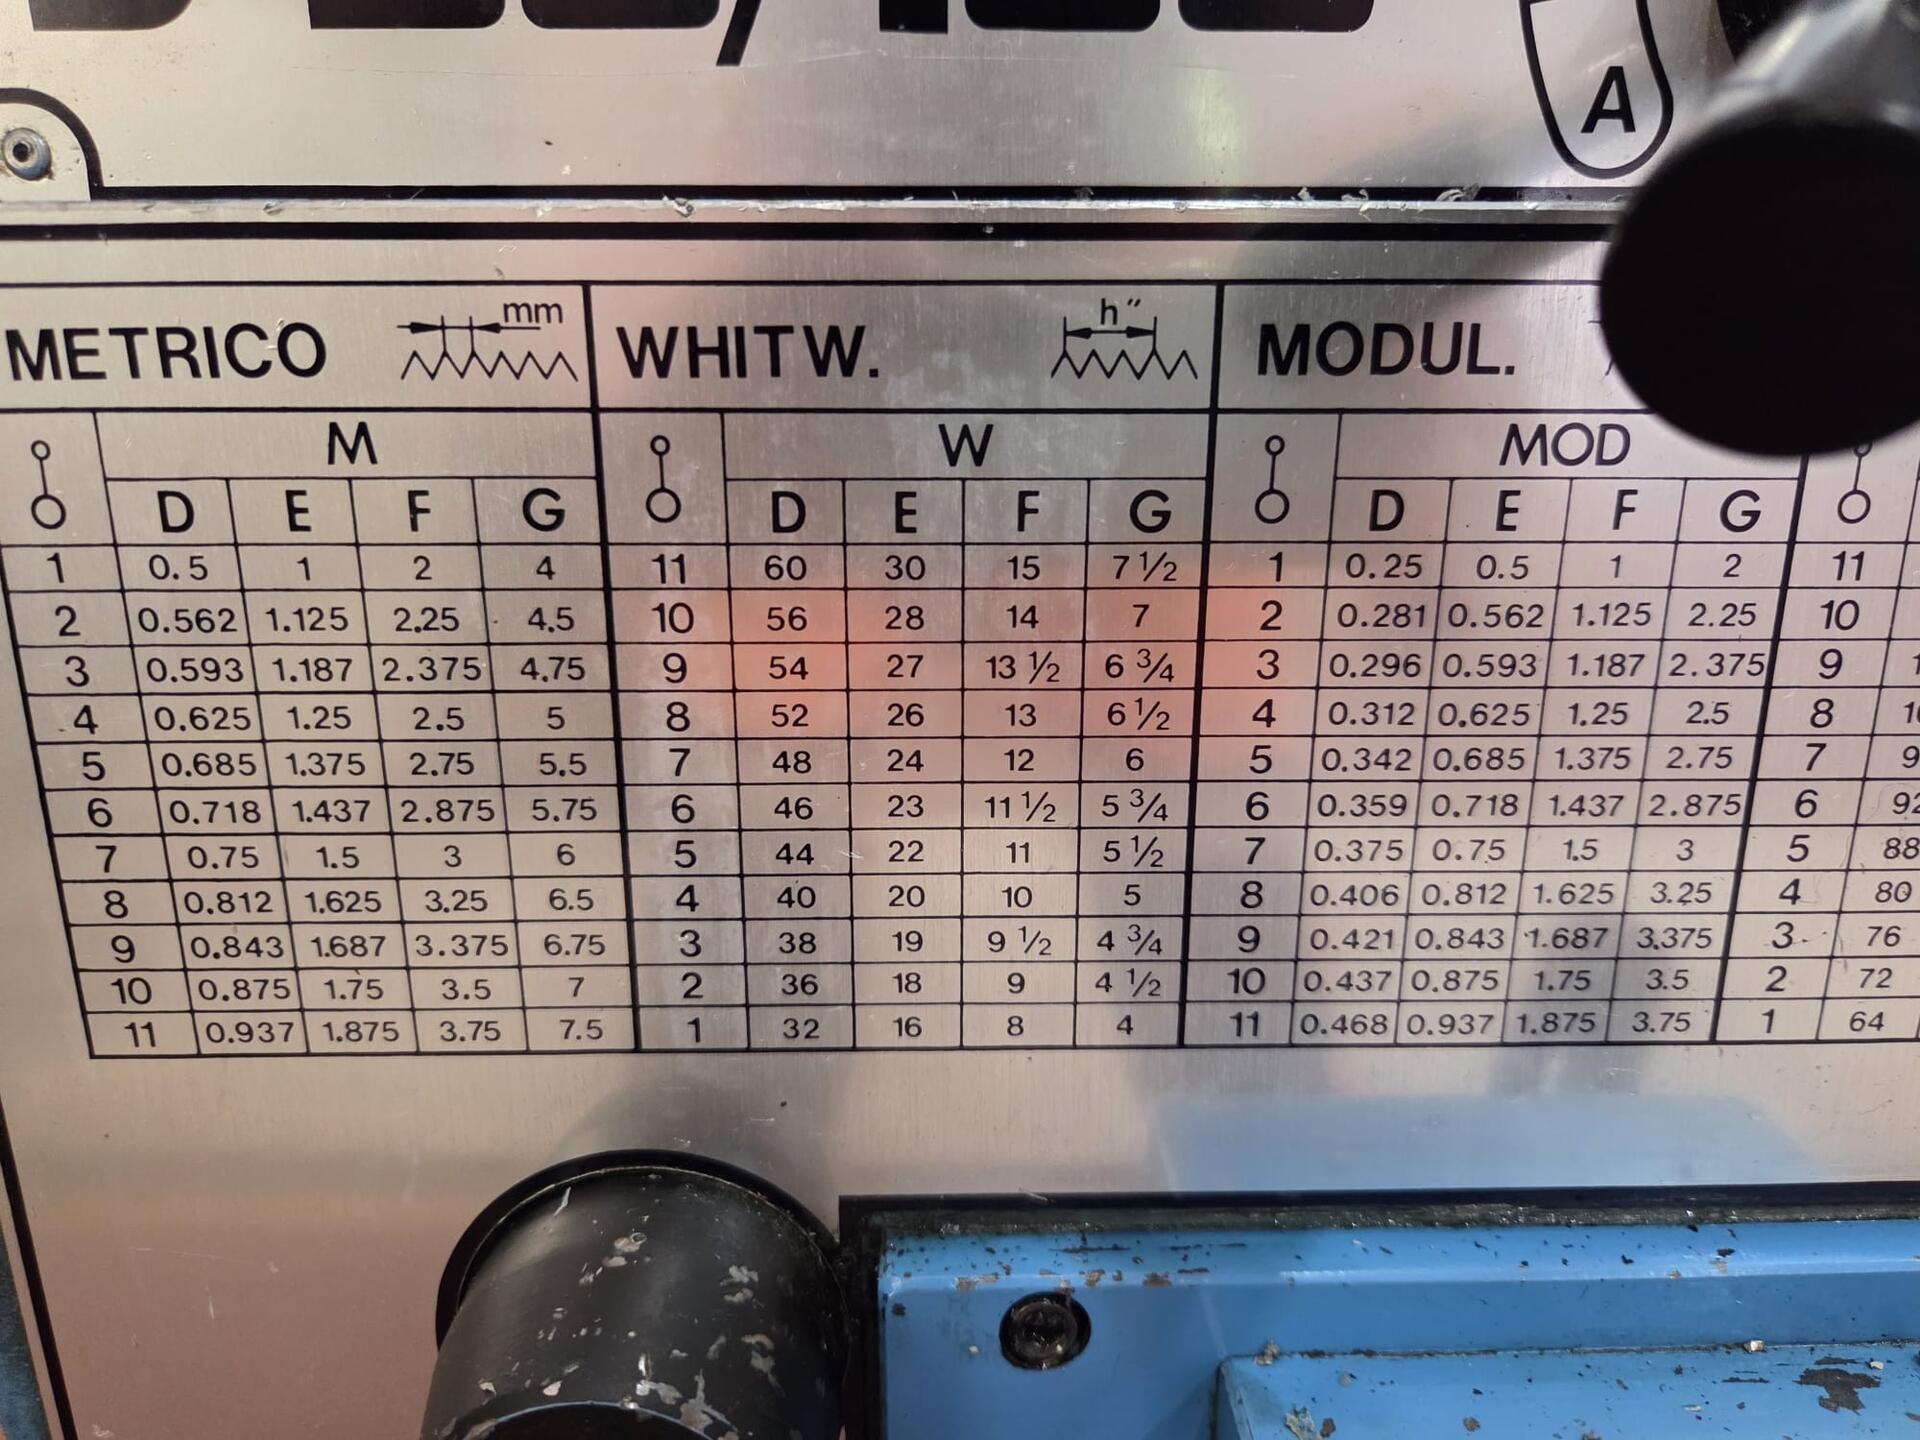 A
METRICO mm WHITW. h" MODUL.
M W MOD
D E F G D E F G D E F G
1 0.5 1 2 4 11 60 30 15 7 1/2 1 0.25 0.5 1 2 11
2 0.562 1.125 2.25 4.5 10 56 28 14 7 2 0.281 0.562 1.125 2.25 10
3 0.593 1.187 2.375 4.75 9 54 27 13 1/2 6 3/4 3 0.296 0.593 1.187 2.375 9
4 0.625 1.25 2.5 5 8 52 26 13 6 1/2 4 0.312 0.625 1.25 2.5 8
5 0.685 1.375 2.75 5.5 7 48 24 12 6 5 0.342 0.685 1.375 2.75 7
6 0.718 1.437 2.875 5.75 6 46 23 11 1/2 5 3/4 6 0.359 0.718 1.437 2.875 6 92
7 0.75 1.5 3 6 5 44 22 11 5 1/2 7 0.375 0.75 1.5 3 5 88
8 0.812 1.625 3.25 6.5 4 40 20 10 5 8 0.406 0.812 1.625 3.25 4 80
9 0.843 1.687 3.375 6.75 3 38 19 9 1/2 4 3/4 9 0.421 0.843 1.687 3.375 3 76
10 0.875 1.75 3.5 7 2 36 18 9 4 1/2 10 0.437 0.875 1.75 3.5 2 72
11 0.937 1.875 3.75 7.5 1 32 16 8 4 11 0.468 0.937 1.875 3.75 1 64